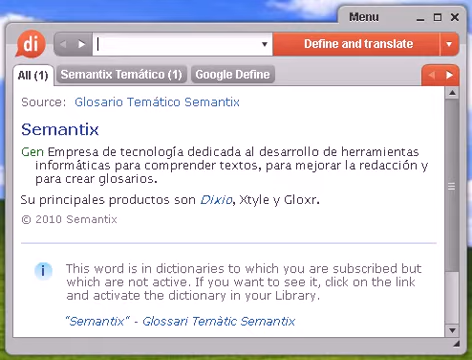 Menu
di
Define and translate
All (1)
Semantix Temático (1)
Google Define
Source: Glosario Temático Semantix
Semantix
Gen Empresa de tecnología dedicada al desarrollo de herramientas
informáticas para comprender textos, para mejorar la redacción y
para crear glosarios.
Su principales productos son Dixio, Xtyle y Gloxr.
© 2010 Semantix
This word is in dictionaries to which you are subscribed but
which are not active. If you want to see it, click on the link
and activate the dictionary in your Library.
"Semantix" - Glossari Temàtic Semantix